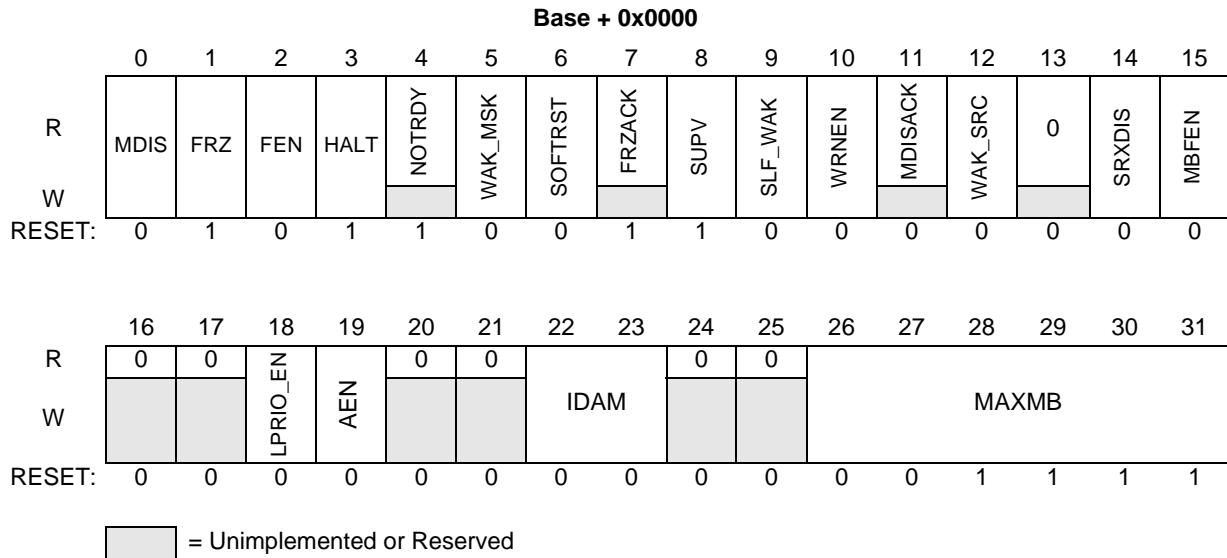 Base + 0x0000
0 1 2 3 4 5 6 7 8 9 10 11 12 13 14 15
R MDIS FRZ FEN HALT NOTRDY WAK_MSK SOFTRST FRZACK SUPV SLF_WAK WRNEN MDISACK WAK_SRC 0 SRXDIS MBFEN
W
RESET: 0 1 0 1 1 0 0 1 1 0 0 0 0 0 0 0
16 17 18 19 20 21 22 23 24 25 26 27 28 29 30 31
R 0 0 LPRIO_EN AEN 0 0 IDAM 0 0 MAXMB
W
RESET: 0 0 0 0 0 0 0 0 0 0 0 0 1 1 1 1
= Unimplemented or Reserved